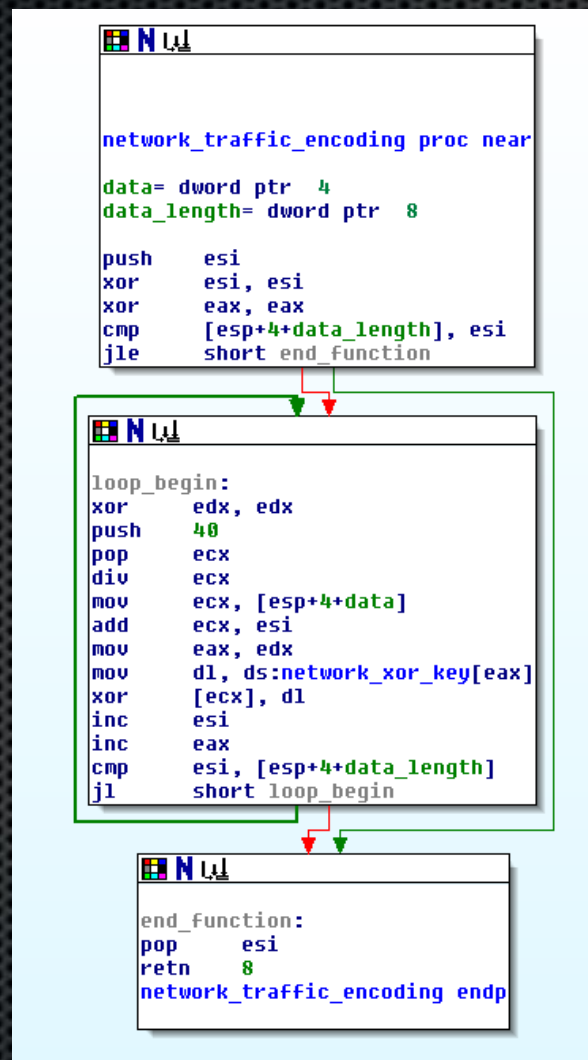 N
network_traffic_encoding proc near
data= dword ptr 4
data_length= dword ptr 8
push esi
xor esi, esi
xor eax, eax
cmp [esp+4+data_length], esi
jle short end_function
N
loop_begin:
xor edx, edx
push 40
pop ecx
div ecx
mov ecx, [esp+4+data]
add ecx, esi
mov eax, edx
mov dl, ds:network_xor_key[eax]
xor [ecx], dl
inc esi
inc eax
cmp esi, [esp+4+data_length]
jl short loop_begin
N
end_function:
pop esi
retn 8
network_traffic_encoding endp